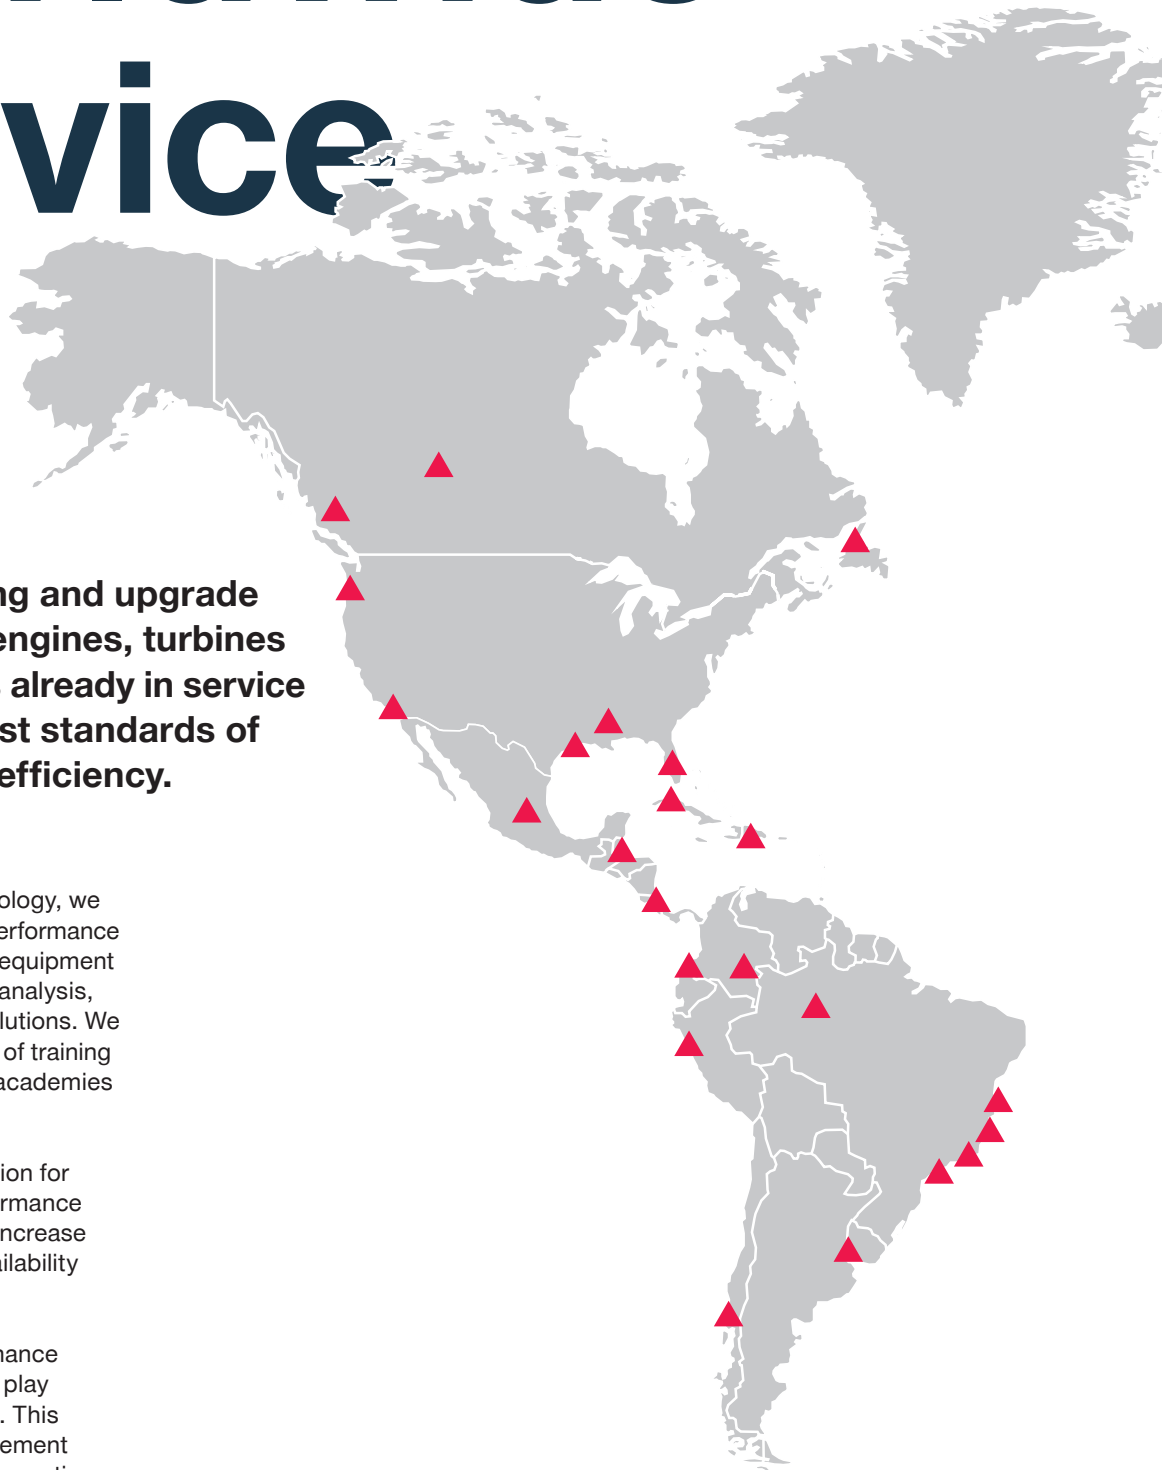 vice
ng and upgrade
engines, turbines
already in service
st standards of
efficiency.
ology, we
erformance
equipment
analysis,
lutions. We
of training
academies
ion for
rmance
ncrease
ilability
nance
play
. This
ement